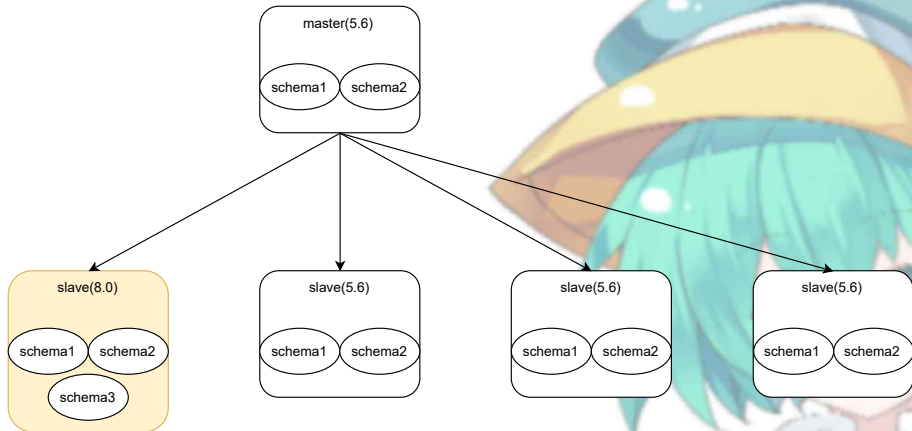 master(5.6)
schema1 schema2
slave(8.0) slave(5.6) slave(5.6) slave(5.6)
schema1 schema2 schema1 schema2 schema1 schema2 schema1 schema2
schema3